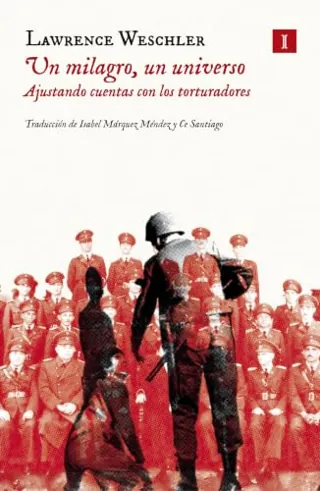 Lawrence Weschler
Un milagro, un universo
Ajustando cuentas con los torturadores
Traducción de Isabel Márquez Méndez y Ce Santiago
I